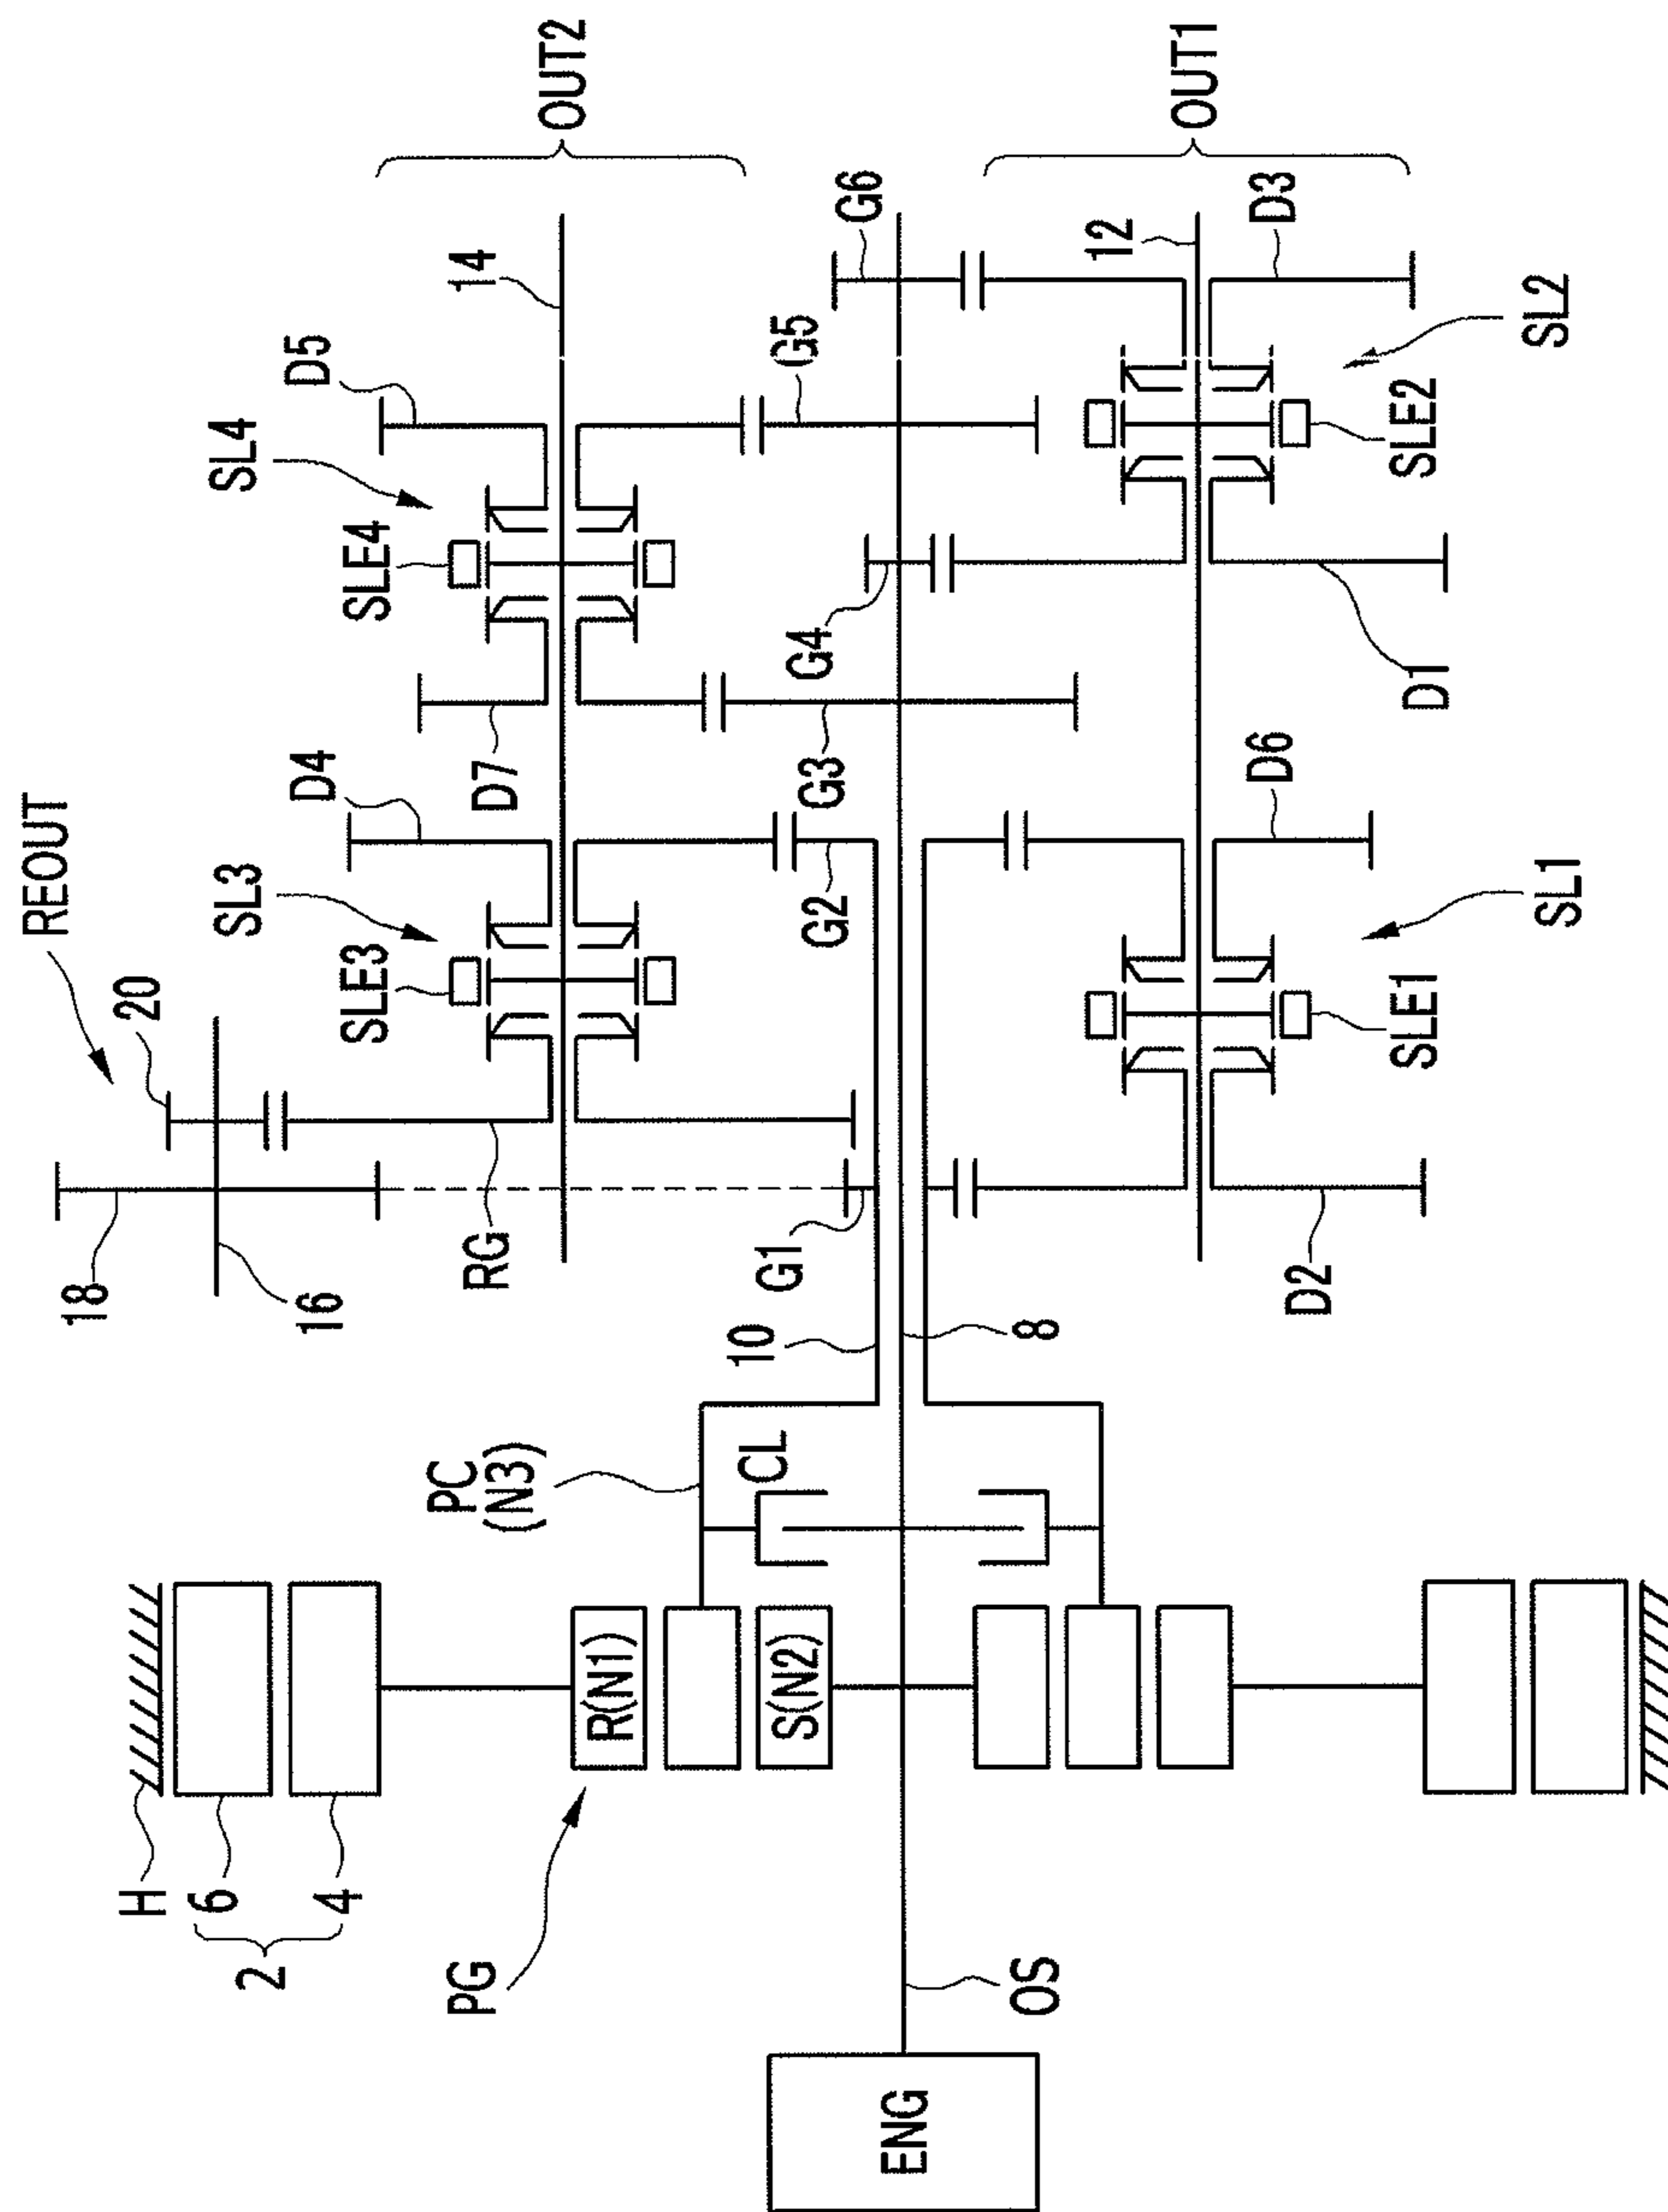 REOUT
20
18
16
SL3
SLE3
D4
RG
SL4
SLE4
D5
D7
14
OUT2
G6
G5
G4
G3
G2
G1
10
8
12
D3
SL2
SLE2
D1
D6
SL1
SLE1
D2
OUT1
PC
(N3)
CL
R(N1)
S(N2)
H
6
4
2
PG
OS
ENG